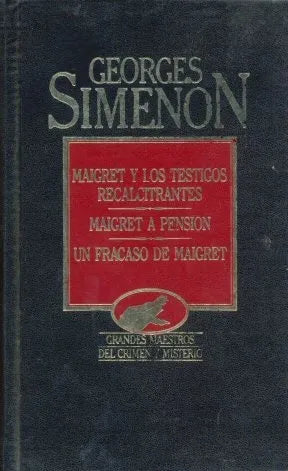 GEORGES
SIMENON
MAIGRET Y LOS TESTIGOS
RECALCITRANTES
MAIGRET A PENSION
UN FRACASO DE MAIGRET
GRANDES MAESTROS
DEL CRIMEN Y MISTERIO